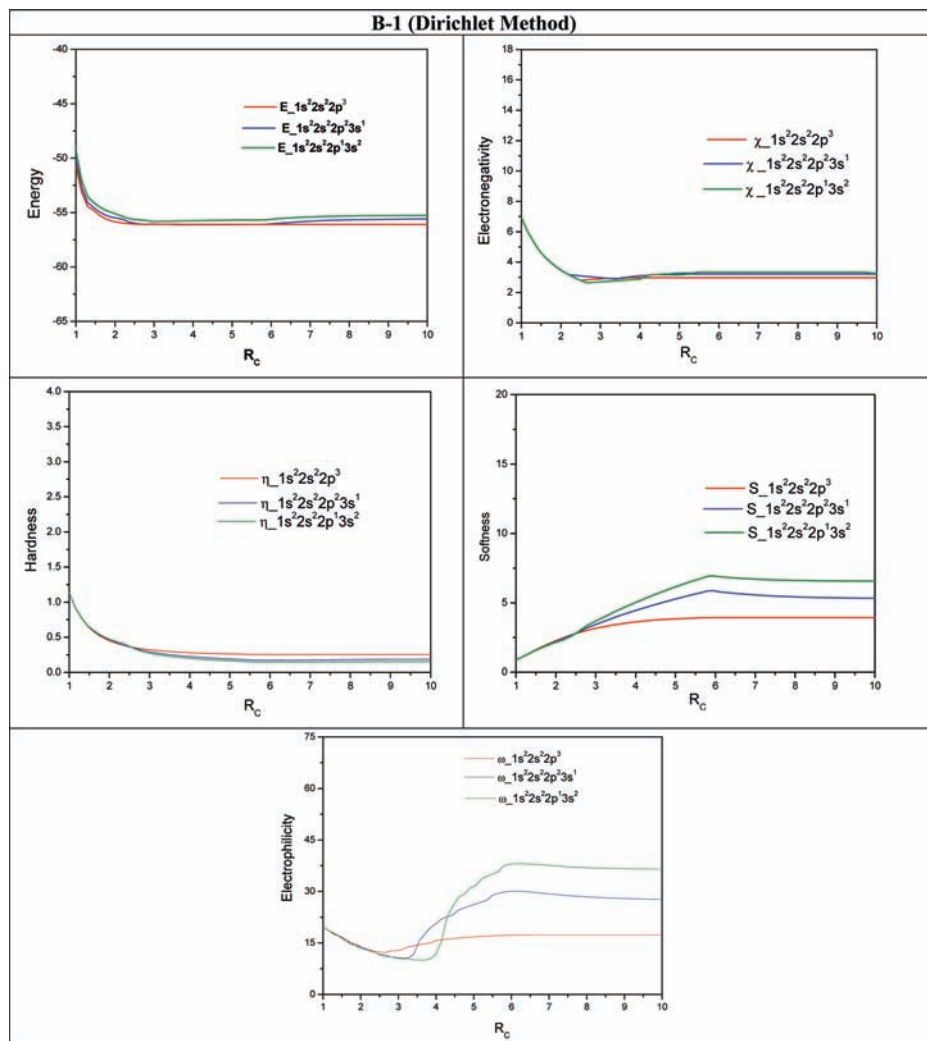 B-1 (Dirichlet Method)
-40
-45
-50
-55
-60
-65
Energy
E_1s²2s²2p³
E_1s²2s²2p²3s¹
E_1s²2s²2p¹3s²
1 2 3 4 5 6 7 8 9 10
R_C
18
16
14
12
10
8
6
4
2
0
Electronegativity
χ_1s²2s²2p³
χ_1s²2s²2p²3s¹
χ_1s²2s²2p¹3s²
1 2 3 4 5 6 7 8 9 10
R_C
4.0
3.5
3.0
2.5
2.0
1.5
1.0
0.5
0.0
Hardness
η_1s²2s²2p³
η_1s²2s²2p²3s¹
η_1s²2s²2p¹3s²
1 2 3 4 5 6 7 8 9 10
R_C
20
15
10
5
0
Softness
S_1s²2s²2p³
S_1s²2s²2p²3s¹
S_1s²2s²2p¹3s²
1 2 3 4 5 6 7 8 9 10
R_C
75
60
45
30
15
0
Electrophilicity
ω_1s²2s²2p³
ω_1s²2s²2p²3s¹
ω_1s²2s²2p¹3s²
1 2 3 4 5 6 7 8 9 10
R_C